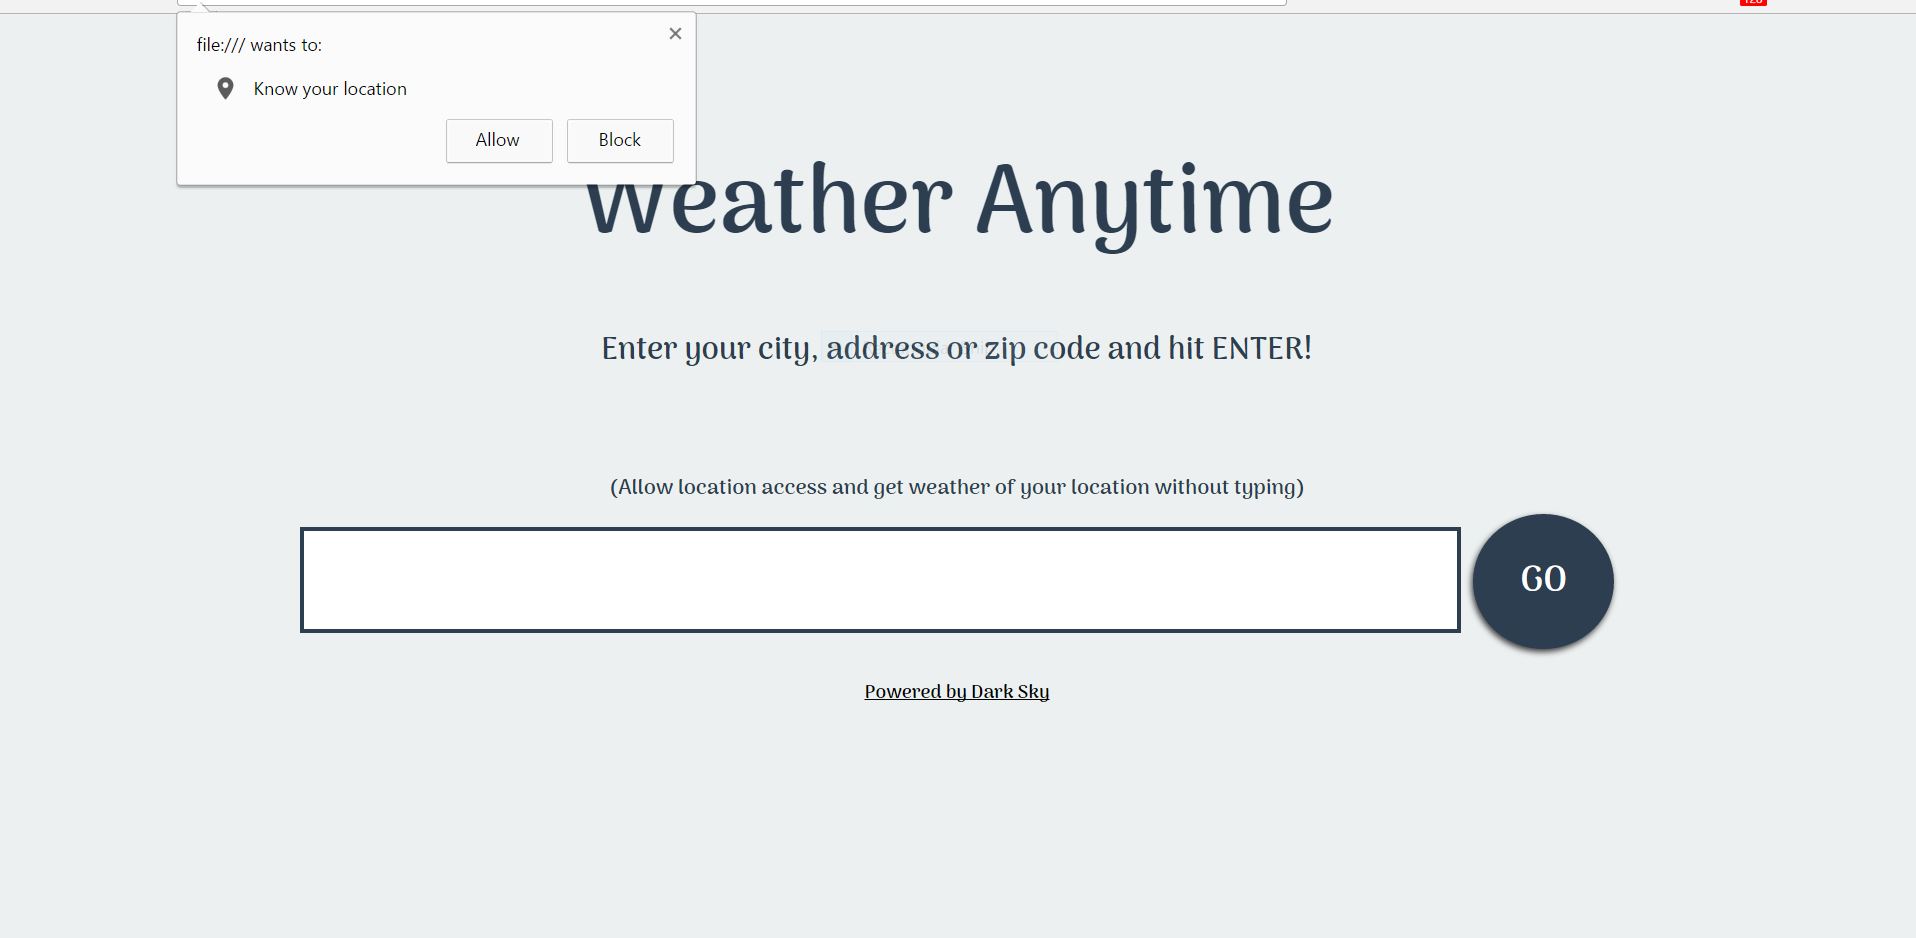 file:/// wants to:
Know your location
Allow
Block
Weather Anytime
Enter your city, address or zip code and hit ENTER!
(Allow location access and get weather of your location without typing)
GO
Powered by Dark Sky